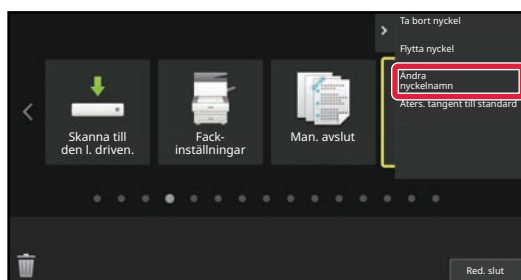 Ta bort nyckel
Flytta nyckel
Ändra
nyckelnamn
Åters. tangent till standard
Skanna till
den l. driven.
Fack-
inställningar
Man. avslut
Red. slut